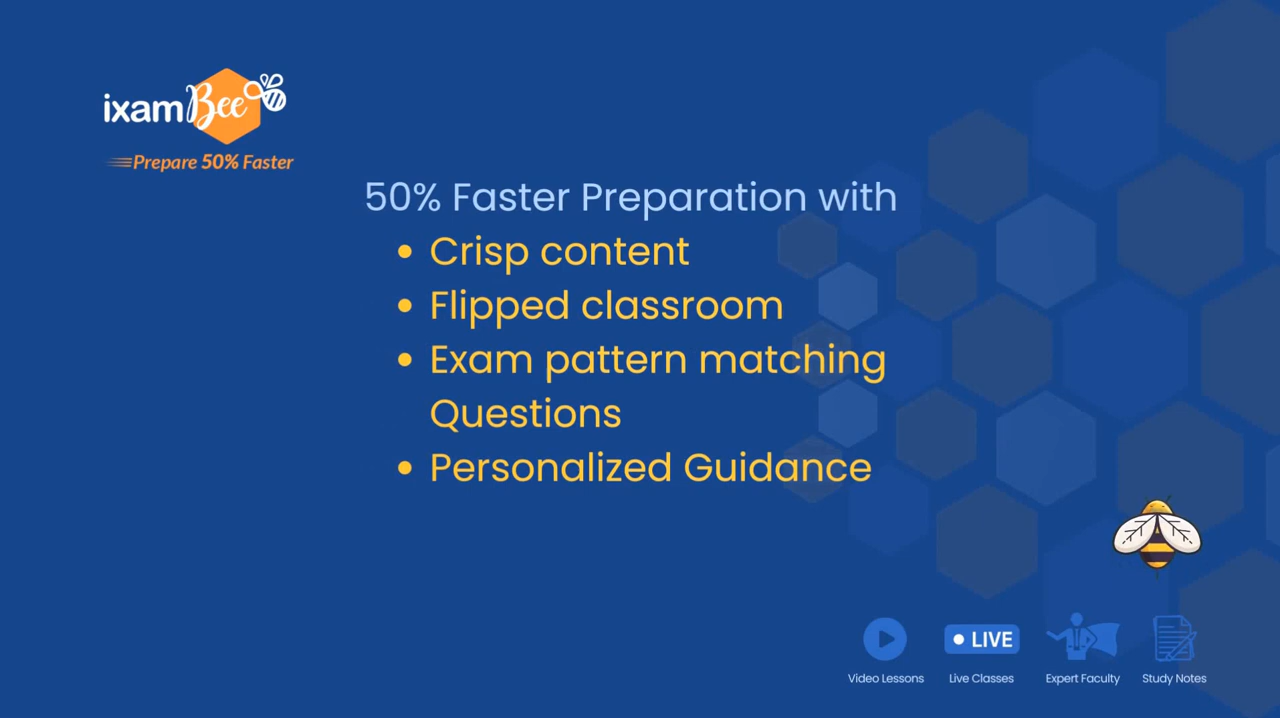 ixamBee
Prepare 50% Faster
50% Faster Preparation with
• Crisp content
• Flipped classroom
• Exam pattern matching
Questions
• Personalized Guidance
LIVE
Video Lessons
Live Classes
Expert Faculty
Study Notes